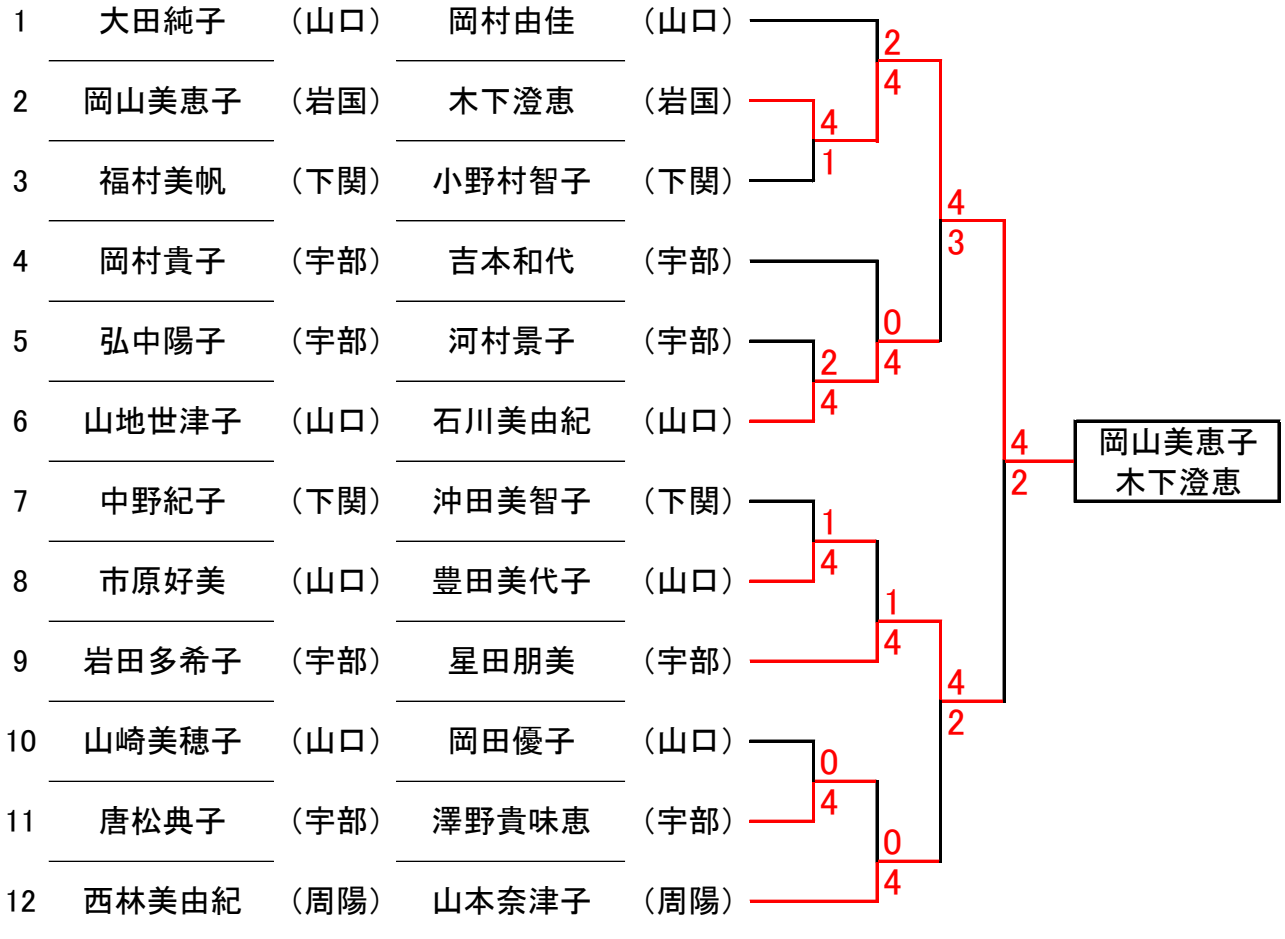 1 大田純子 （山口） 岡村由佳 （山口）
2
4
2 岡山美恵子 （岩国） 木下澄恵 （岩国）
4
1
3 福村美帆 （下関） 小野村智子 （下関）
4
3
4 岡村貴子 （宇部） 吉本和代 （宇部）
0
4
5 弘中陽子 （宇部） 河村景子 （宇部）
2
4
6 山地世津子 （山口） 石川美由紀 （山口）
4
2
岡山美恵子
木下澄恵
7 中野紀子 （下関） 沖田美智子 （下関）
1
4
8 市原好美 （山口） 豊田美代子 （山口）
1
4
9 岩田多希子 （宇部） 星田朋美 （宇部）
4
2
10 山崎美穂子 （山口） 岡田優子 （山口）
0
4
11 唐松典子 （宇部） 澤野貴味恵 （宇部）
0
4
12 西林美由紀 （周陽） 山本奈津子 （周陽）